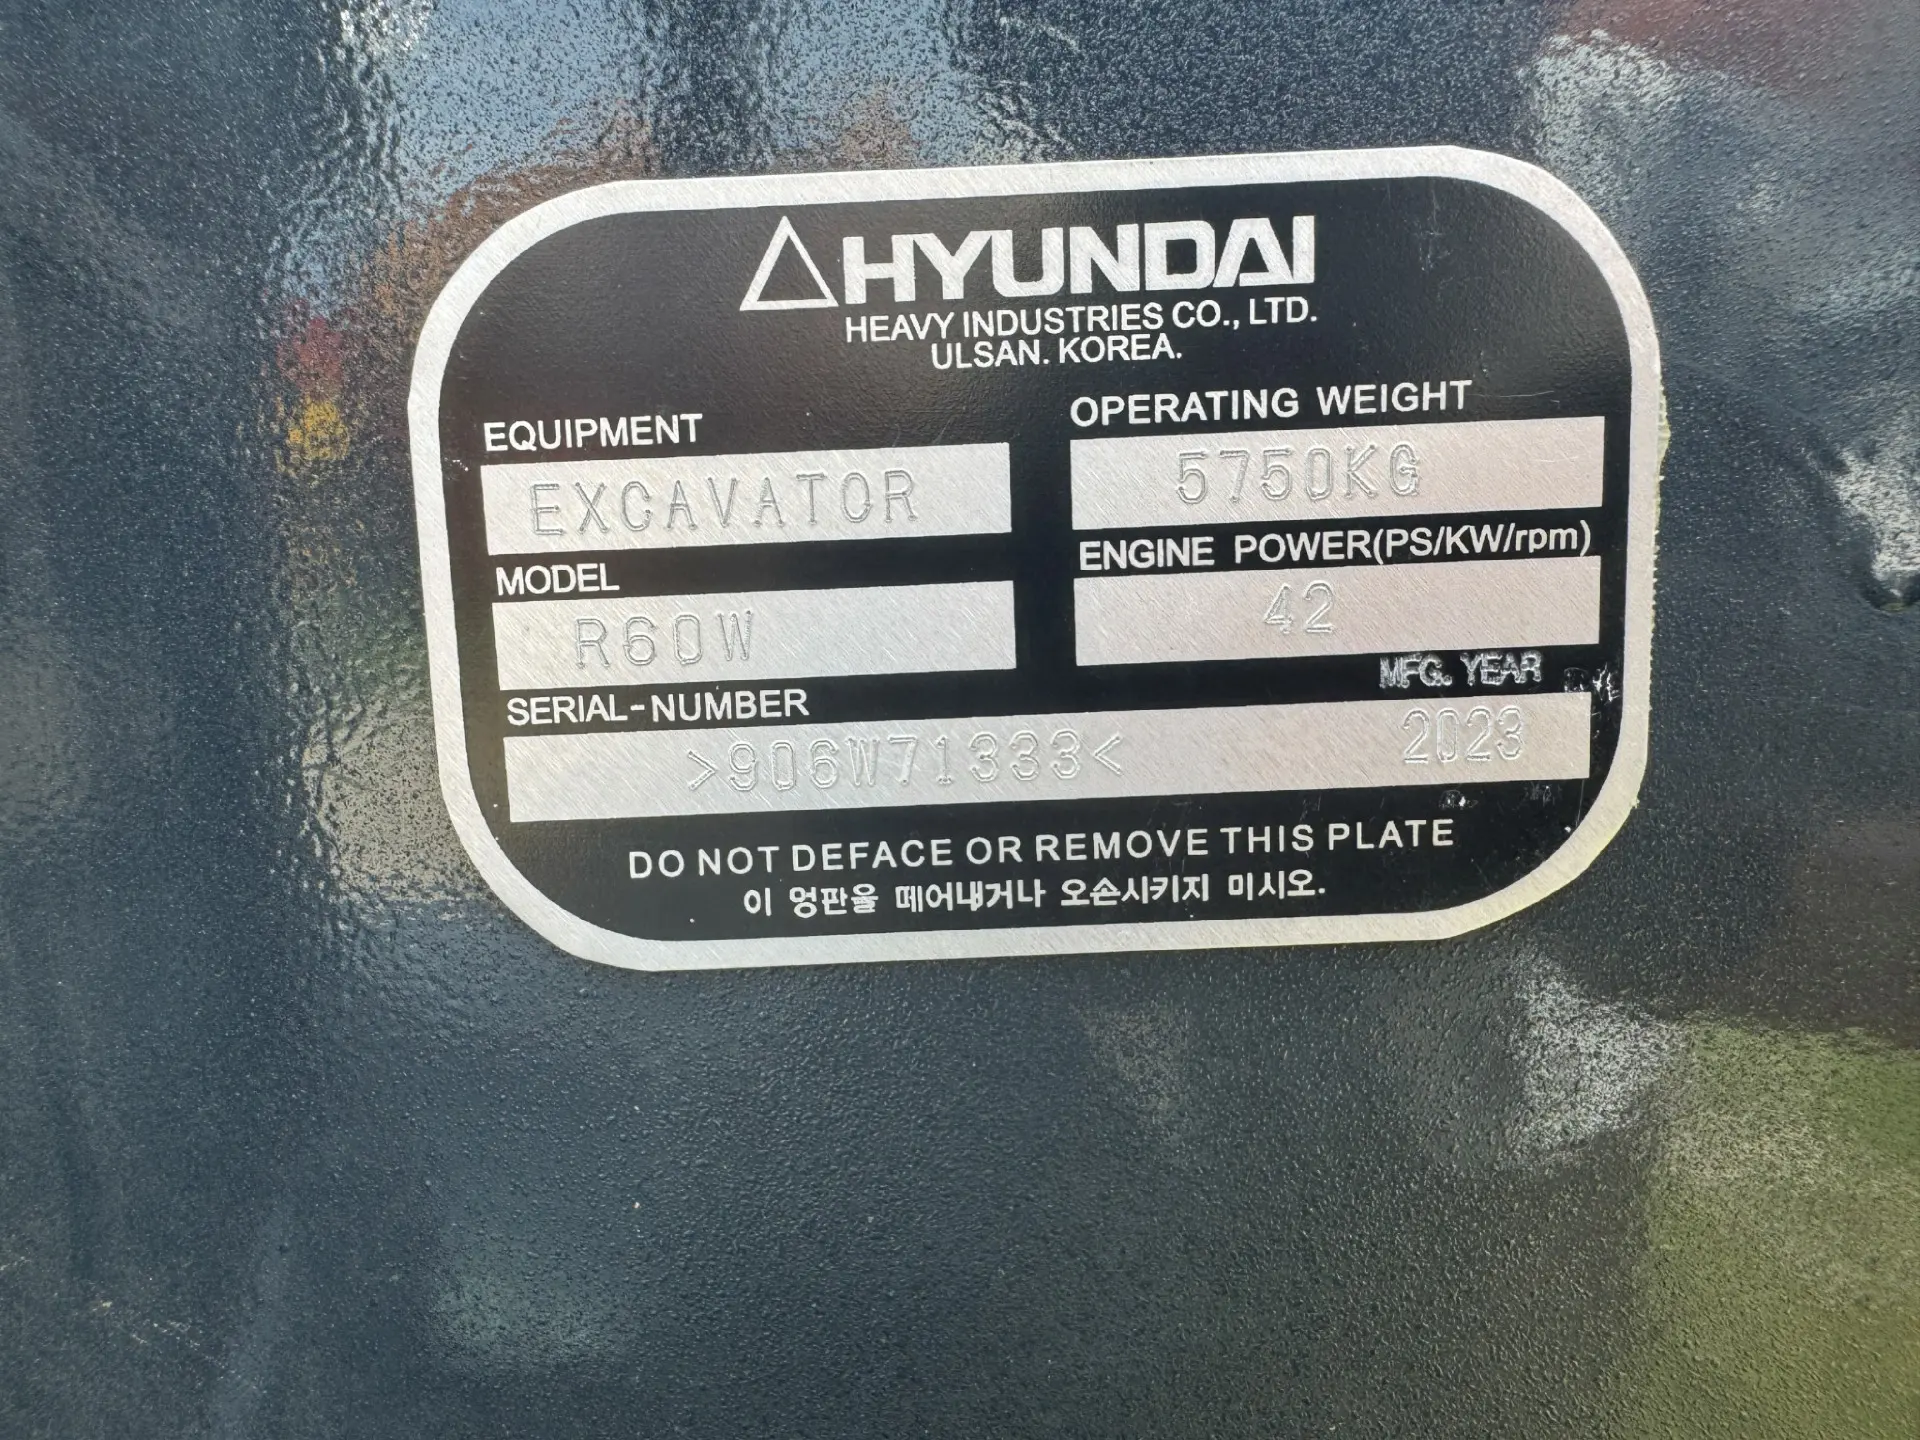 HYUNDAI
HEAVY INDUSTRIES CO., LTD.
ULSAN. KOREA.
EQUIPMENT
EXCAVATOR
OPERATING WEIGHT
5750KG
MODEL
R60W
ENGINE POWER(PS/KW/rpm)
42
SERIAL-NUMBER
>906W71333<
MFG. YEAR
2023
DO NOT DEFACE OR REMOVE THIS PLATE
이 명판을 떼어내거나 오손시키지 미시오.